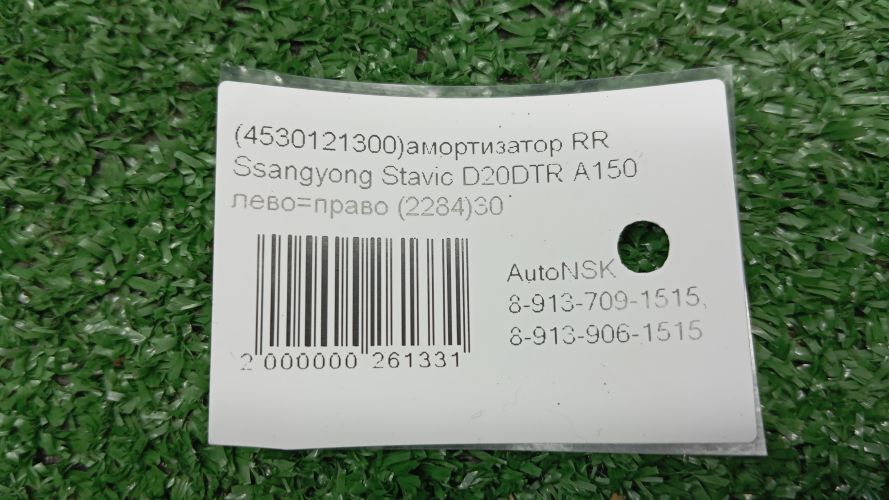 (4530121300)амортизатор RR
Ssangyong Stavic D20DTR A150
лево=право (2284)30
AutoNSK
8-913-709-1515,
8-913-906-1515
2 000000 261331